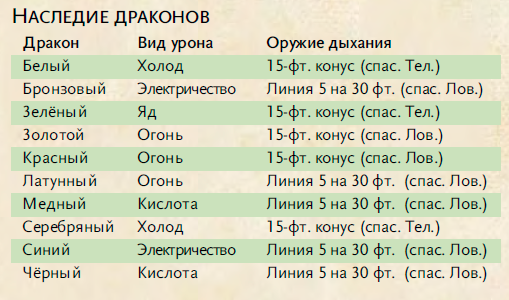 Наследие драконов
Дракон Вид урона Оружие дыхания
Белый Холод 15-фт. конус (спас. Тел.)
Бронзовый Электричество Линия 5 на 30 фт. (спас. Лов.)
Зелёный Яд 15-фт. конус (спас. Тел.)
Золотой Огонь 15-фт. конус (спас. Лов.)
Красный Огонь 15-фт. конус (спас. Лов.)
Латунный Огонь Линия 5 на 30 фт. (спас. Лов.)
Медный Кислота Линия 5 на 30 фт. (спас. Лов.)
Серебряный Холод 15-фт. конус (спас. Тел.)
Синий Электричество Линия 5 на 30 фт. (спас. Лов.)
Чёрный Кислота Линия 5 на 30 фт. (спас. Лов.)